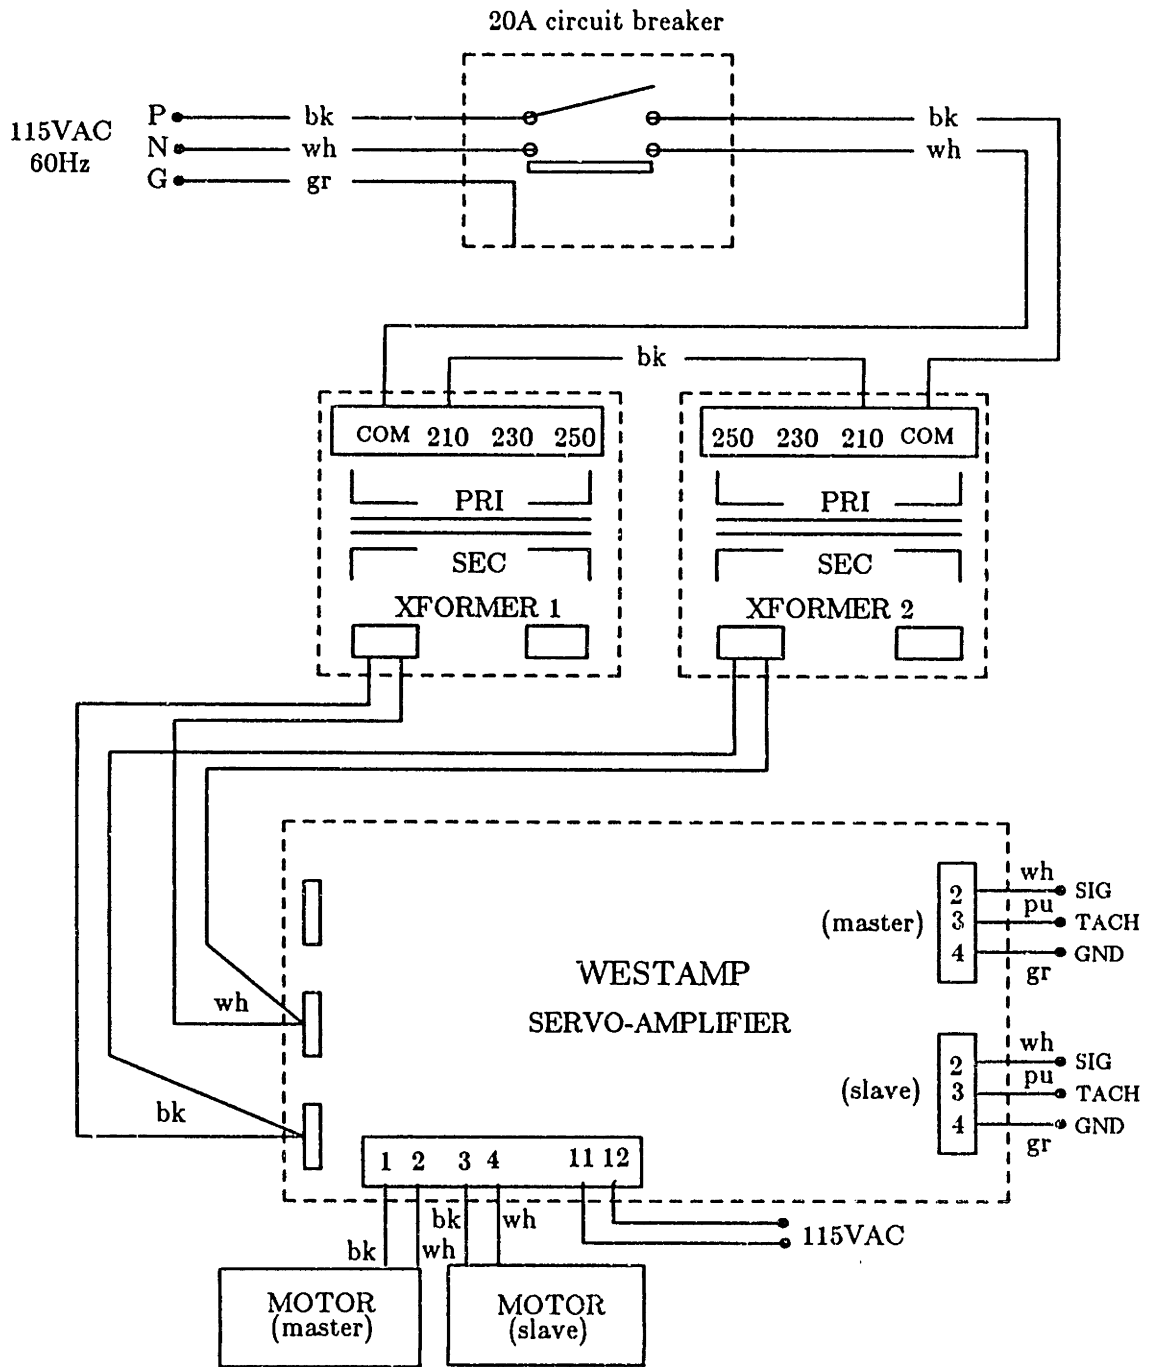 20A circuit breaker
115VAC
60Hz
P
N
G
bk
wh
gr
bk
wh
bk
COM 210 230 250
250 230 210 COM
PRI
PRI
SEC
SEC
XFORMER 1
XFORMER 2
wh
bk
WESTAMP
SERVO-AMPLIFIER
(master)
2
3
4
wh
pu
gr
SIG
TACH
GND
(slave)
2
3
4
wh
pu
gr
SIG
TACH
GND
1 2 3 4 11 12
bk
wh
bk
wh
115VAC
MOTOR
(master)
MOTOR
(slave)